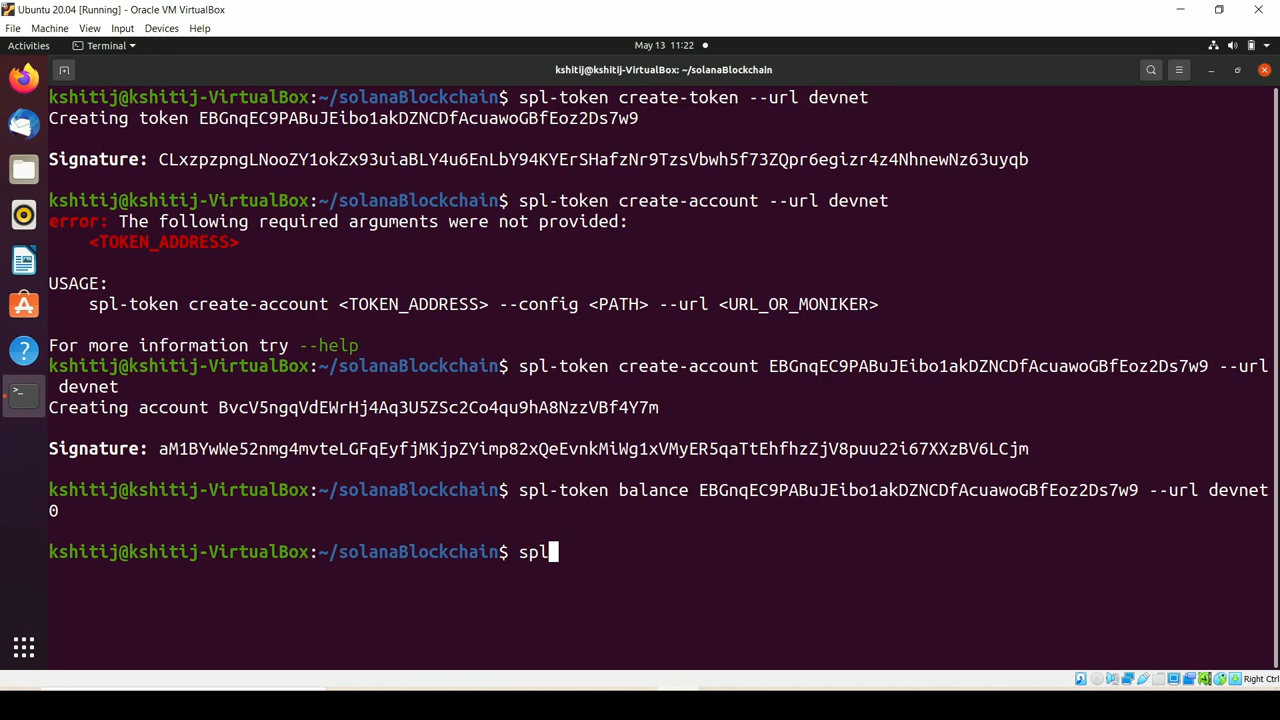 Ubuntu 20.04 [Running] - Oracle VM VirtualBox
File Machine View Input Devices Help
Activities Terminal May 13 11:22
kshitij@kshitij-VirtualBox: ~/solanaBlockchain
kshitij@kshitij-VirtualBox:~/solanaBlockchain$ spl-token create-token --url devnet
Creating token EBGnqEC9PABuJEibo1akDZNCDfAcuawoGBfEoz2Ds7w9
Signature: CLxzpzpngLNooZY1okZx93uiaBLY4u6EnLbY94KYErSHafzNr9TzsVbwh5f73ZQpr6egizr4z4NhnewNz63uyqb
kshitij@kshitij-VirtualBox:~/solanaBlockchain$ spl-token create-account --url devnet
error: The following required arguments were not provided:
<TOKEN_ADDRESS>
USAGE:
spl-token create-account <TOKEN_ADDRESS> --config <PATH> --url <URL_OR_MONIKER>
For more information try --help
kshitij@kshitij-VirtualBox:~/solanaBlockchain$ spl-token create-account EBGnqEC9PABuJEibo1akDZNCDfAcuawoGBfEoz2Ds7w9 --url
devnet
Creating account BvcV5ngqVdEWrHj4Aq3U5ZSc2Co4qu9hA8NzzVBf4Y7m
Signature: aM1BYwWe52nmg4mvteLGFqEyfjMKjpZYimp82xQeEvnkMiWg1xVMyER5qaTtEhfhzZjV8puu22i67XXzBV6LCjm
kshitij@kshitij-VirtualBox:~/solanaBlockchain$ spl-token balance EBGnqEC9PABuJEibo1akDZNCDfAcuawoGBfEoz2Ds7w9 --url devnet
0
kshitij@kshitij-VirtualBox:~/solanaBlockchain$ spl
Right Ctrl